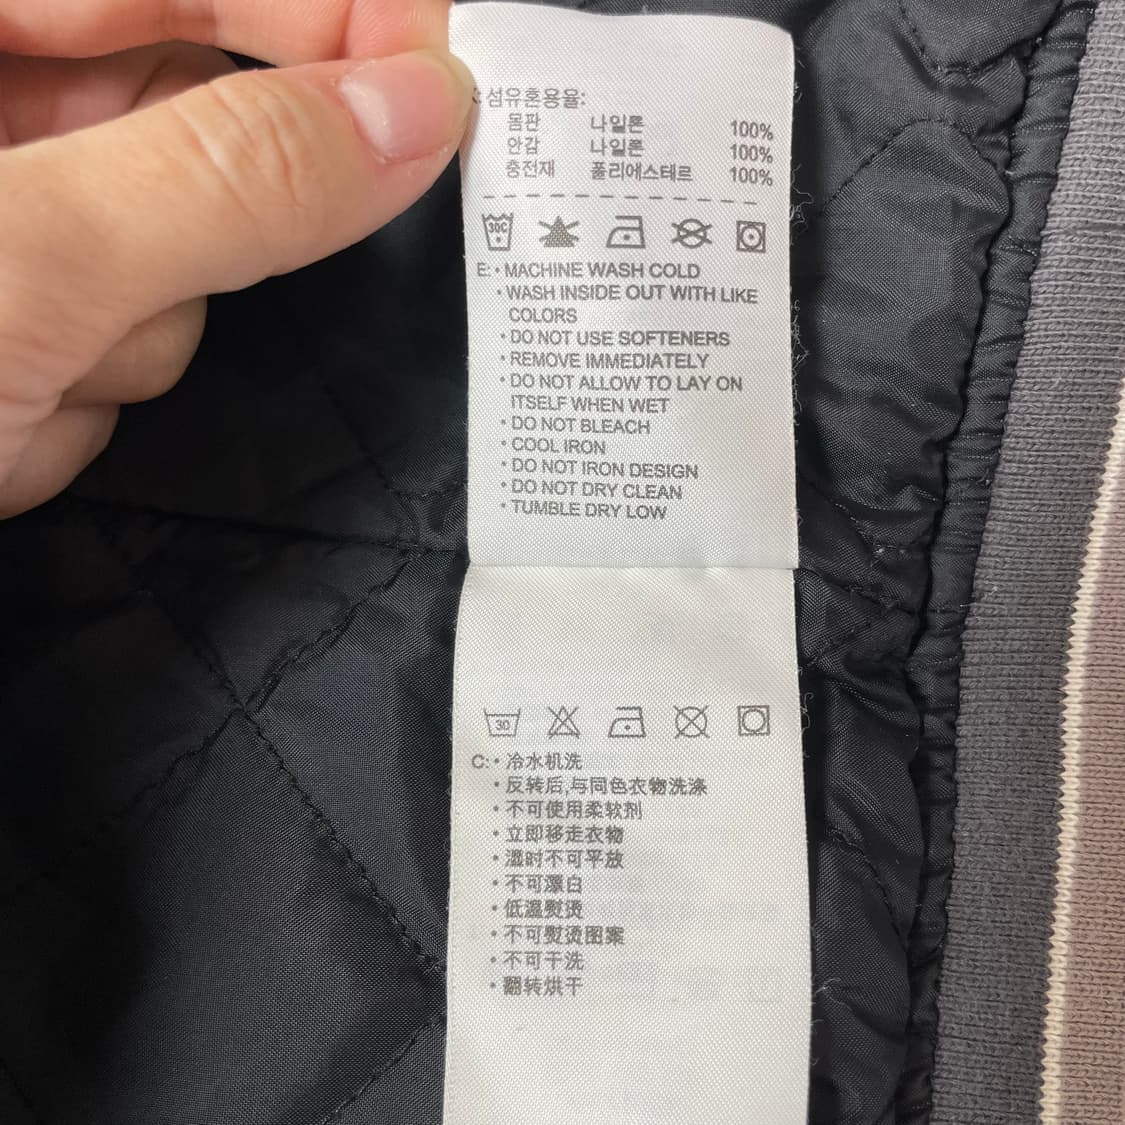 K: 섬유혼용율:
몸판 나일론 100%
안감 나일론 100%
충전재 폴리에스테르 100%
30C
E: • MACHINE WASH COLD
• WASH INSIDE OUT WITH LIKE
COLORS
• DO NOT USE SOFTENERS
• REMOVE IMMEDIATELY
• DO NOT ALLOW TO LAY ON
ITSELF WHEN WET
• DO NOT BLEACH
• COOL IRON
• DO NOT IRON DESIGN
• DO NOT DRY CLEAN
• TUMBLE DRY LOW
30
C: • 冷水机洗
• 反转后,与同色衣物洗涤
• 不可使用柔软剂
• 立即移走衣物
• 湿时不可平放
• 不可漂白
• 低温熨烫
• 不可熨烫图案
• 不可干洗
• 翻转烘干